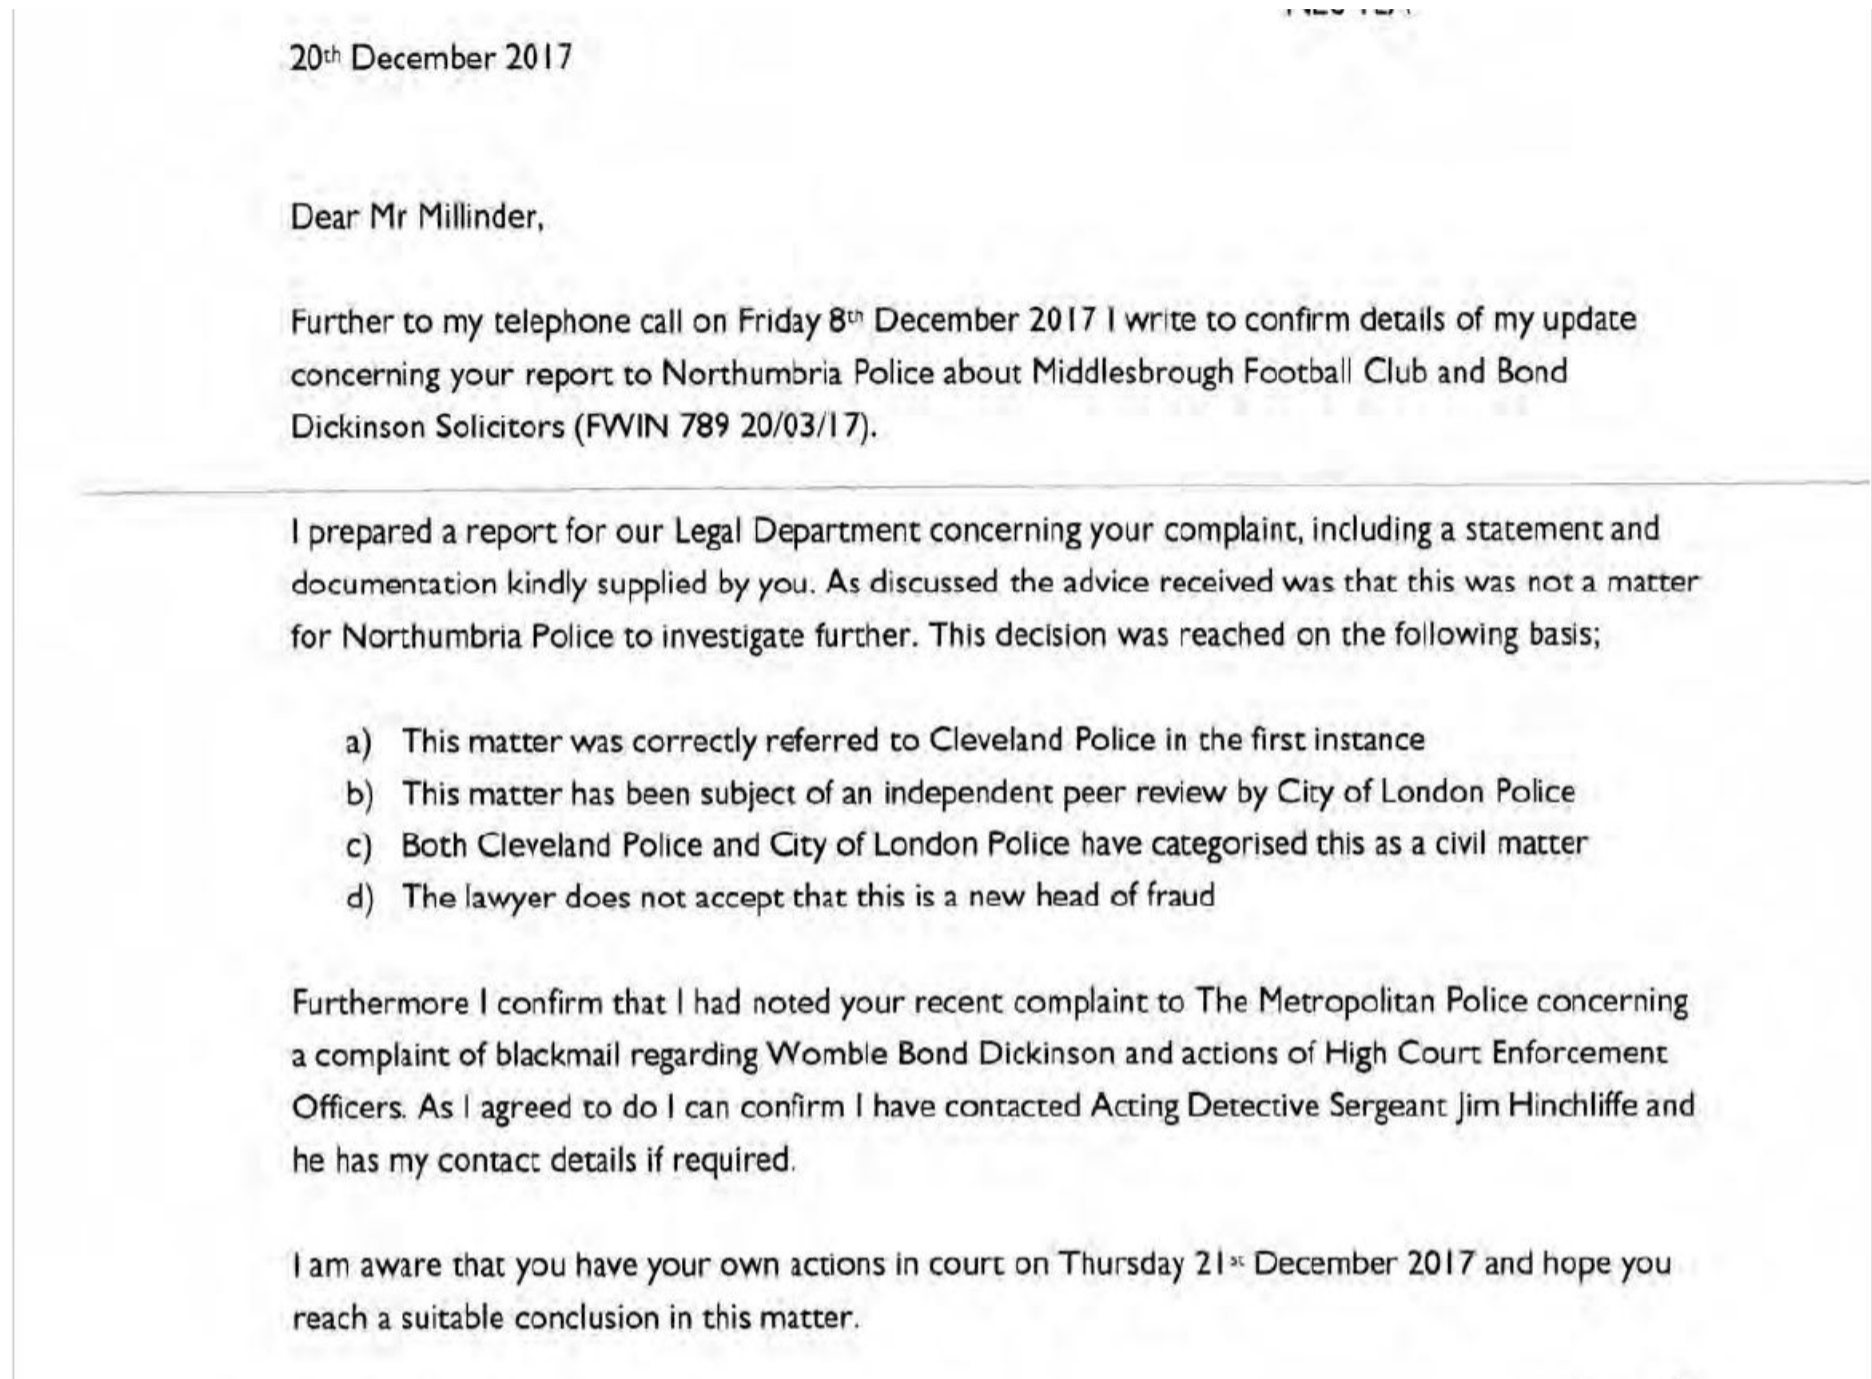 20th December 2017
Dear Mr Millinder,
Further to my telephone call on Friday 8th December 2017 I write to confirm details of my update
concerning your report to Northumbria Police about Middlesbrough Football Club and Bond
Dickinson Solicitors (FWIN 789 20/03/17).
I prepared a report for our Legal Department concerning your complaint, including a statement and
documentation kindly supplied by you. As discussed the advice received was that this was not a matter
for Northumbria Police to investigate further. This decision was reached on the following basis;
a) This matter was correctly referred to Cleveland Police in the first instance
b) This matter has been subject of an independent peer review by City of London Police
c) Both Cleveland Police and City of London Police have categorised this as a civil matter
d) The lawyer does not accept that this is a new head of fraud
Furthermore I confirm that I had noted your recent complaint to The Metropolitan Police concerning
a complaint of blackmail regarding Womble Bond Dickinson and actions of High Court Enforcement
Officers. As I agreed to do I can confirm I have contacted Acting Detective Sergeant Jim Hinchliffe and
he has my contact details if required.
I am aware that you have your own actions in court on Thursday 21st December 2017 and hope you
reach a suitable conclusion in this matter.